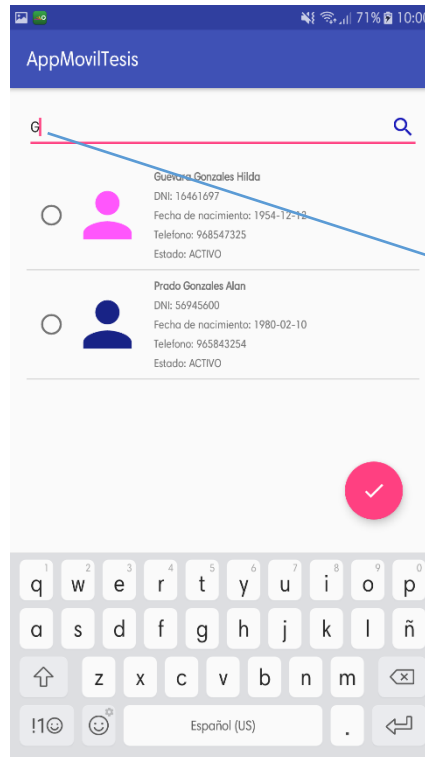 71% 10:00
AppMovilTesis
G
Guevara Gonzales Hilda
DNI: 16461697
Fecha de nacimiento: 1954-12-12
Telefono: 968547325
Estado: ACTIVO
Prado Gonzales Alan
DNI: 56945600
Fecha de nacimiento: 1980-02-10
Telefono: 965843254
Estado: ACTIVO
1 2 3 4 5 6 7 8 9 0
q w e r t y u i o p
a s d f g h j k l ñ
z x c v b n m
!1☺ Español (US) .